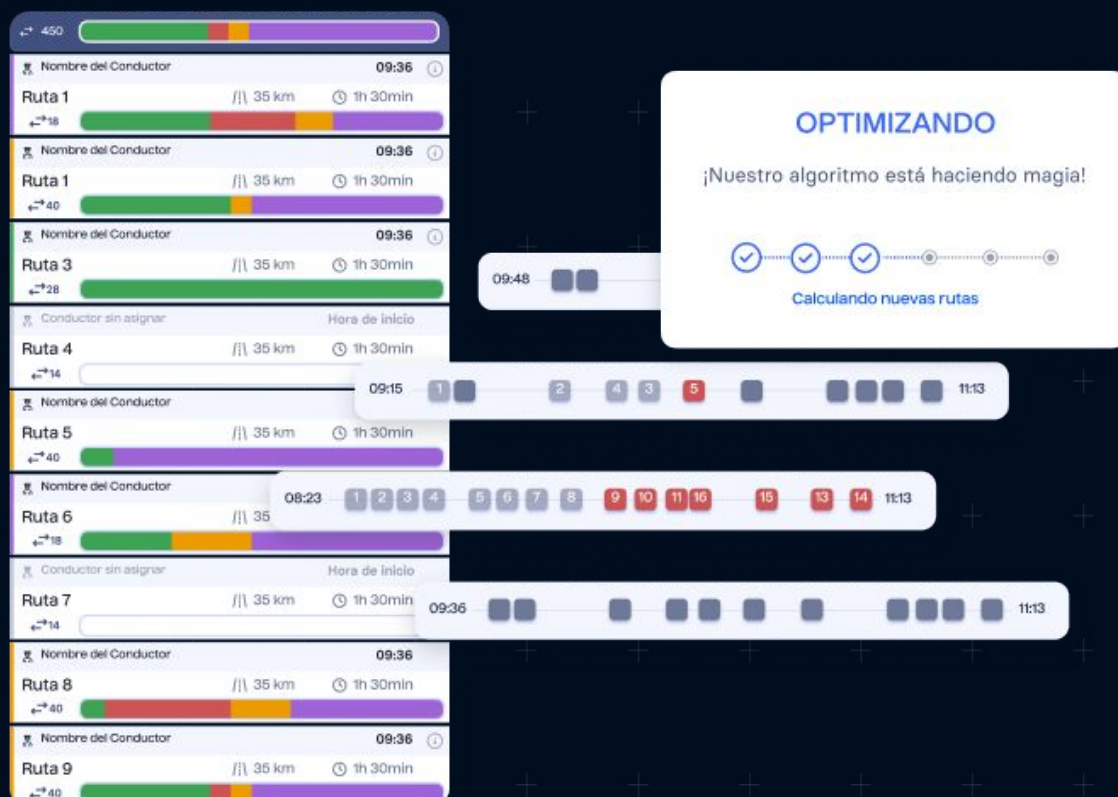 450
Nombre del Conductor 09:36
Ruta 1 35 km 1h 30min
18
Nombre del Conductor 09:36
Ruta 1 35 km 1h 30min
40
Nombre del Conductor 09:36
Ruta 3 35 km 1h 30min
28
Conductor sin asignar Hora de inicio
Ruta 4 35 km 1h 30min
14
Nombre del Conductor
Ruta 5 35 km 1h 30min
40
Nombre del Conductor
Ruta 6 35
18
Conductor sin asignar Hora de inicio
Ruta 7 35 km 1h 30min
14
Nombre del Conductor 09:36
Ruta 8 35 km 1h 30min
40
Nombre del Conductor 09:36
Ruta 9 35 km 1h 30min
40
OPTIMIZANDO
¡Nuestro algoritmo está haciendo magia!
Calculando nuevas rutas
09:48
09:15 1 2 4 3 5 11:13
08:23 1 2 3 4 5 6 7 8 9 10 11 16 15 13 14 11:13
09:36 11:13